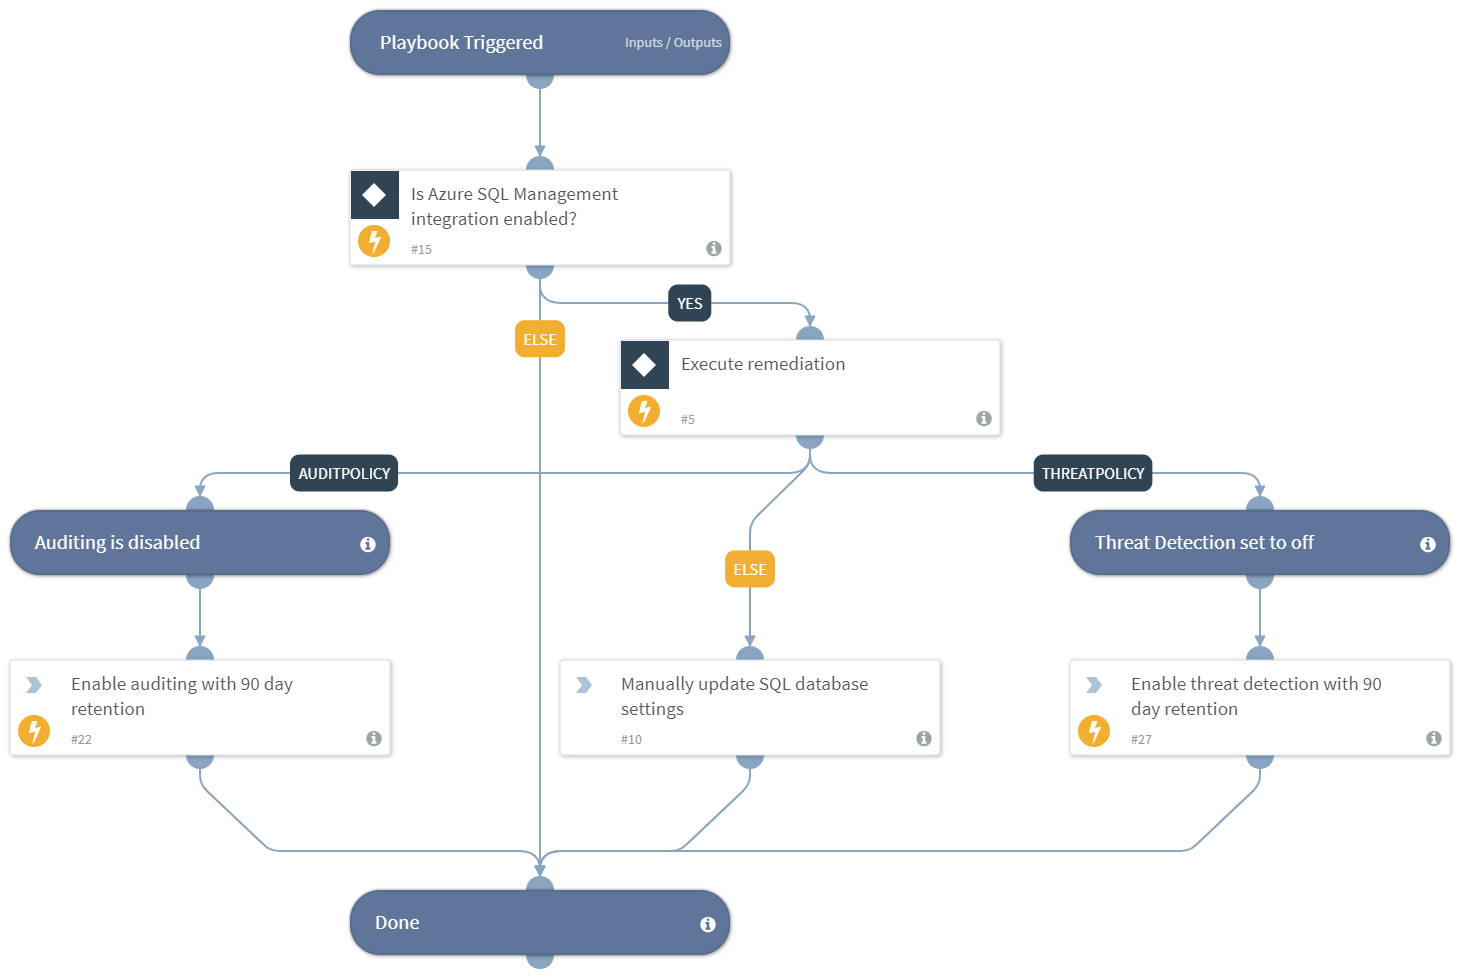 Playbook Triggered
Inputs / Outputs
Is Azure SQL Management
integration enabled?
#15
YES
ELSE
Execute remediation
#5
AUDITPOLICY
THREATPOLICY
Auditing is disabled
Threat Detection set to off
ELSE
Enable auditing with 90 day
retention
#22
Manually update SQL database
settings
#10
Enable threat detection with 90
day retention
#27
Done